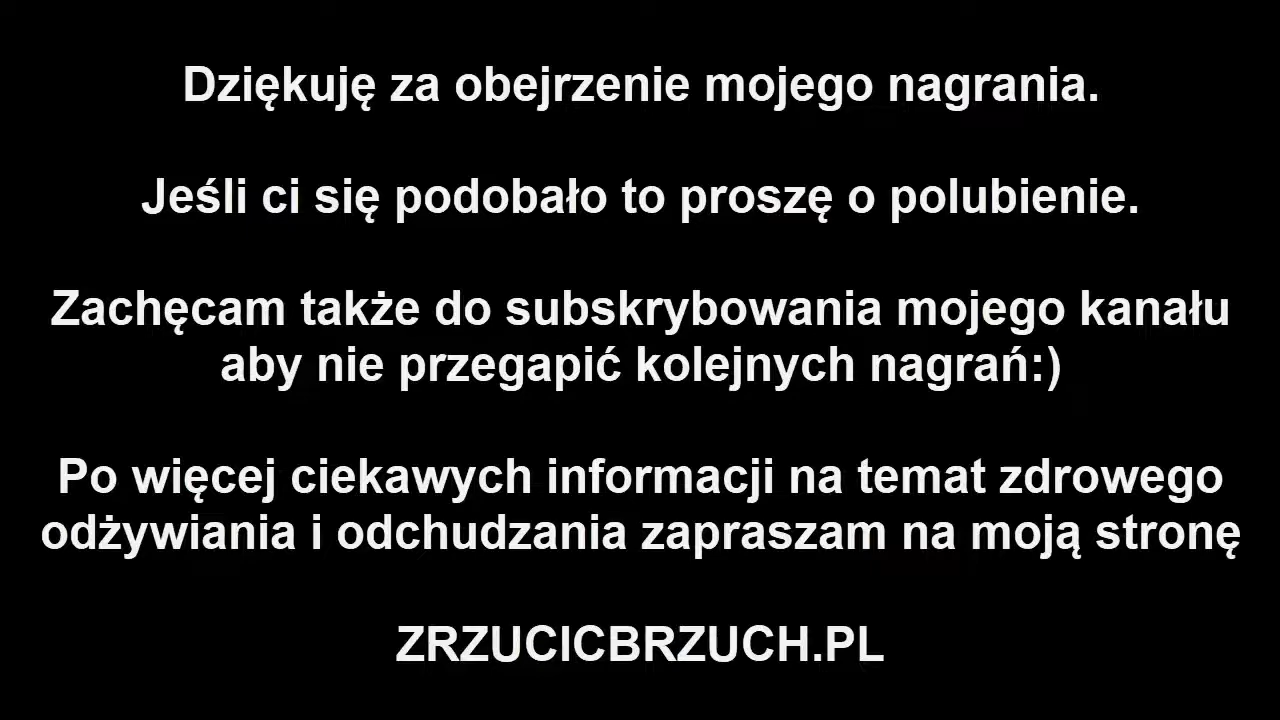 Dziękuję za obejrzenie mojego nagrania.
Jeśli ci się podobało to proszę o polubienie.
Zachęcam także do subskrybowania mojego kanału
aby nie przegapić kolejnych nagrań:)
Po więcej ciekawych informacji na temat zdrowego
odżywiania i odchudzania zapraszam na moją stronę
ZRZUCICBRZUCH.PL